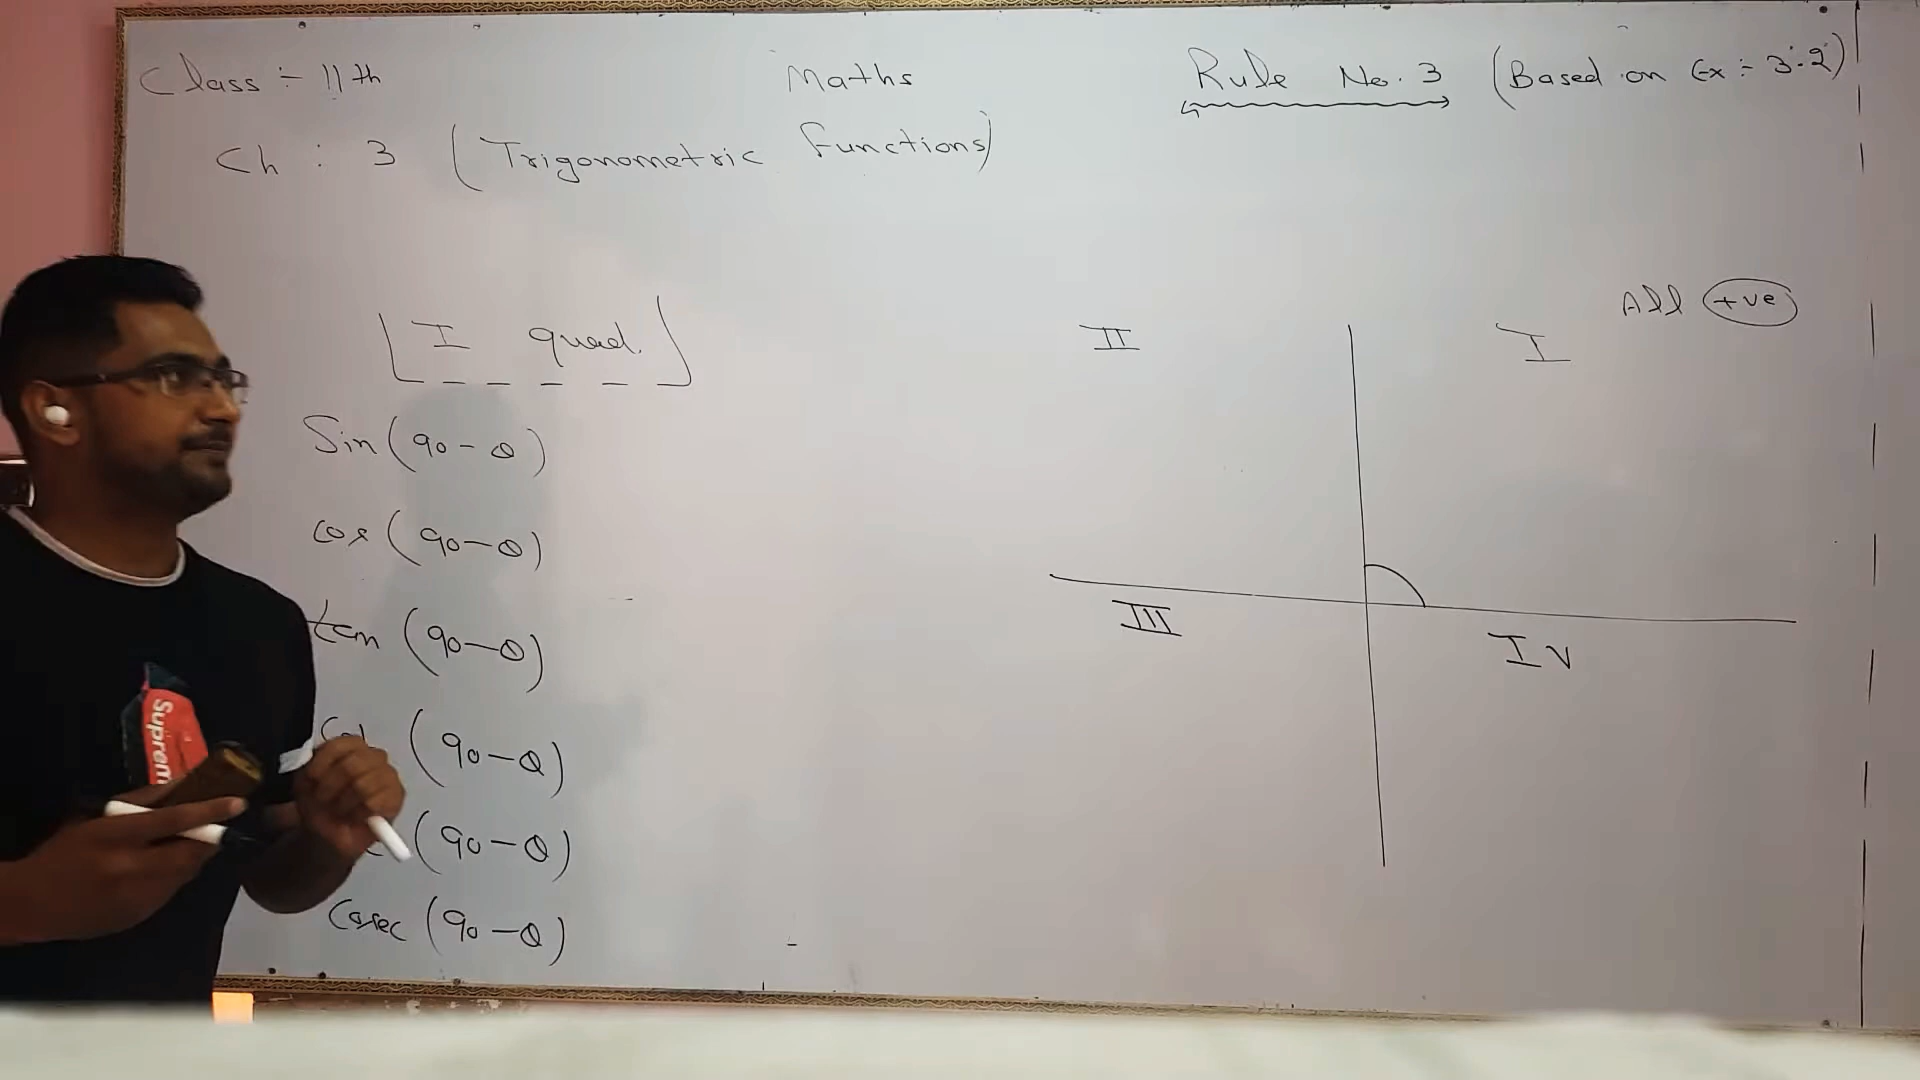 Class :- 11th
Maths
Rule No. 3 (Based on Ex :- 3.2)
Ch : 3 (Trigonometric Functions)
All +ve
I quad.
II
I
Sin (90 - θ)
cos (90 - θ)
tan (90 - θ)
III
IV
(90 - θ)
(90 - θ)
Cosec (90 - θ)
Suprem